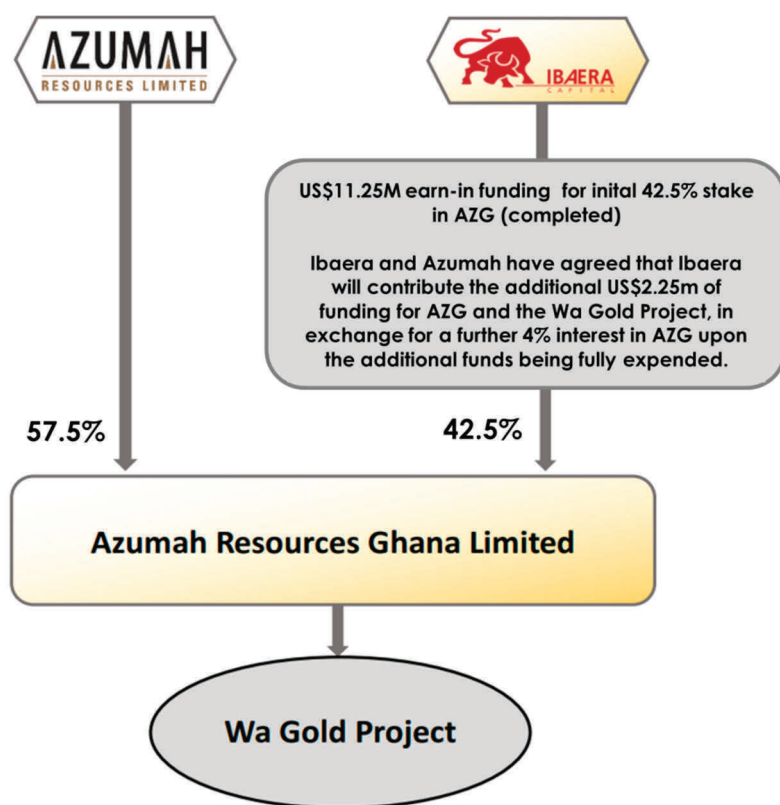 AZUMAH
RESOURCES LIMITED
IBAERA
CAPITAL
US$11.25M earn-in funding for inital 42.5% stake
in AZG (completed)
Ibaera and Azumah have agreed that Ibaera
will contribute the additional US$2.25m of
funding for AZG and the Wa Gold Project, in
exchange for a further 4% interest in AZG upon
the additional funds being fully expended.
57.5%
42.5%
Azumah Resources Ghana Limited
Wa Gold Project